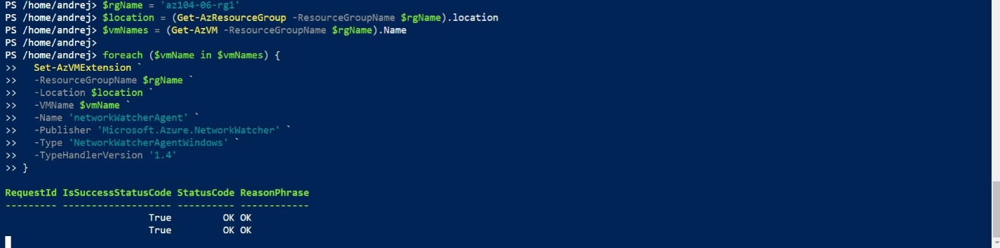 PS /home/andrej> $rgName = 'az104-06-rg1'
PS /home/andrej> $location = (Get-AzResourceGroup -ResourceGroupName $rgName).location
PS /home/andrej> $vmNames = (Get-AzVM -ResourceGroupName $rgName).Name
PS /home/andrej>
PS /home/andrej> foreach ($vmName in $vmNames) {
>>   Set-AzVMExtension `
>>   -ResourceGroupName $rgName `
>>   -Location $location `
>>   -VMName $vmName `
>>   -Name 'networkWatcherAgent' `
>>   -Publisher 'Microsoft.Azure.NetworkWatcher' `
>>   -Type 'NetworkWatcherAgentWindows' `
>>   -TypeHandlerVersion '1.4'
>> }
RequestId IsSuccessStatusCode StatusCode ReasonPhrase
--------- ------------------- ---------- ------------
                         True         OK OK
                         True         OK OK